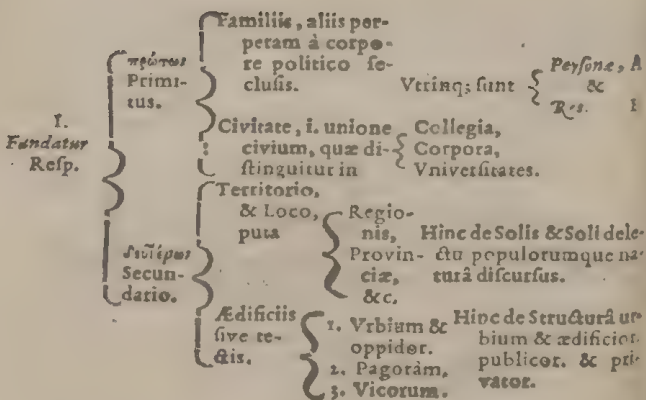 I.
Fundatur
Resp.
πρώτως
Primi-
tus.
Familiis, aliis per-
peram à corpo-
re politico se-
clusis.
Vtrinq; sunt
Personæ, A
&
Res.
Civitate, i. unione
civium, quæ di-
stinguitur in
Collegia,
Corpora,
Vniversitates.
δευτέρως
Secun-
dario.
Territorio,
& Loco,
puta
Regio-
nis,
Provin-
ciæ,
&c.
Hinc de Solis & Soli dele-
ctu populorumque na-
turâ discursus.
Ædificiis
sive te-
ctis.
1. Vrbium &
oppidor.
2. Pagorum,
3. Vicorum.
Hinc de Structurâ ur-
bium & ædificior.
publicor. & pri-
vator.